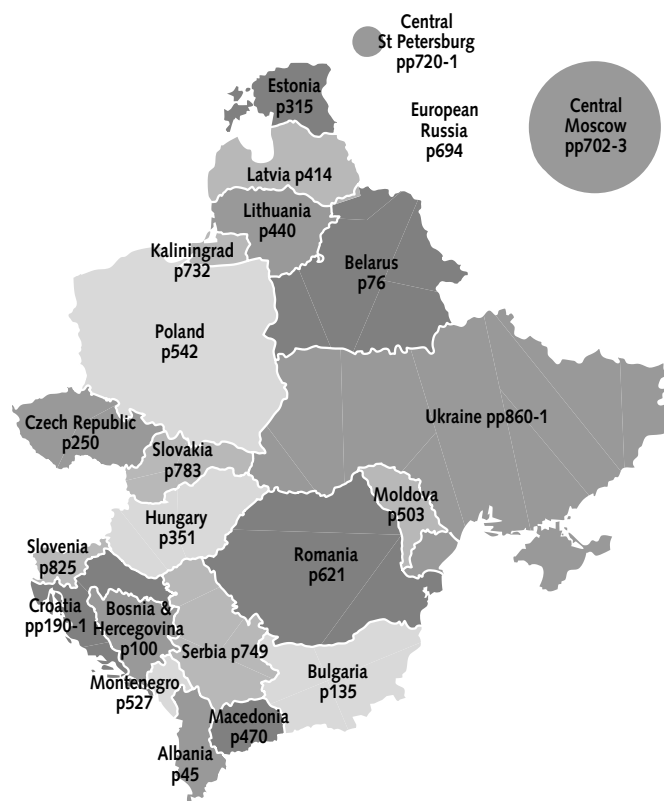 Central
St Petersburg
pp720-1
Estonia
p315
European
Russia
p694
Central
Moscow
pp702-3
Latvia p414
Lithuania
p440
Kaliningrad
p732
Belarus
p76
Poland
p542
Czech Republic
p250
Ukraine pp860-1
Slovakia
p783
Moldova
p503
Hungary
p351
Slovenia
p825
Romania
p621
Croatia
pp190-1
Bosnia &
Hercegovina
p100
Serbia p749
Bulgaria
p135
Montenegro
p527
Macedonia
p470
Albania
p45